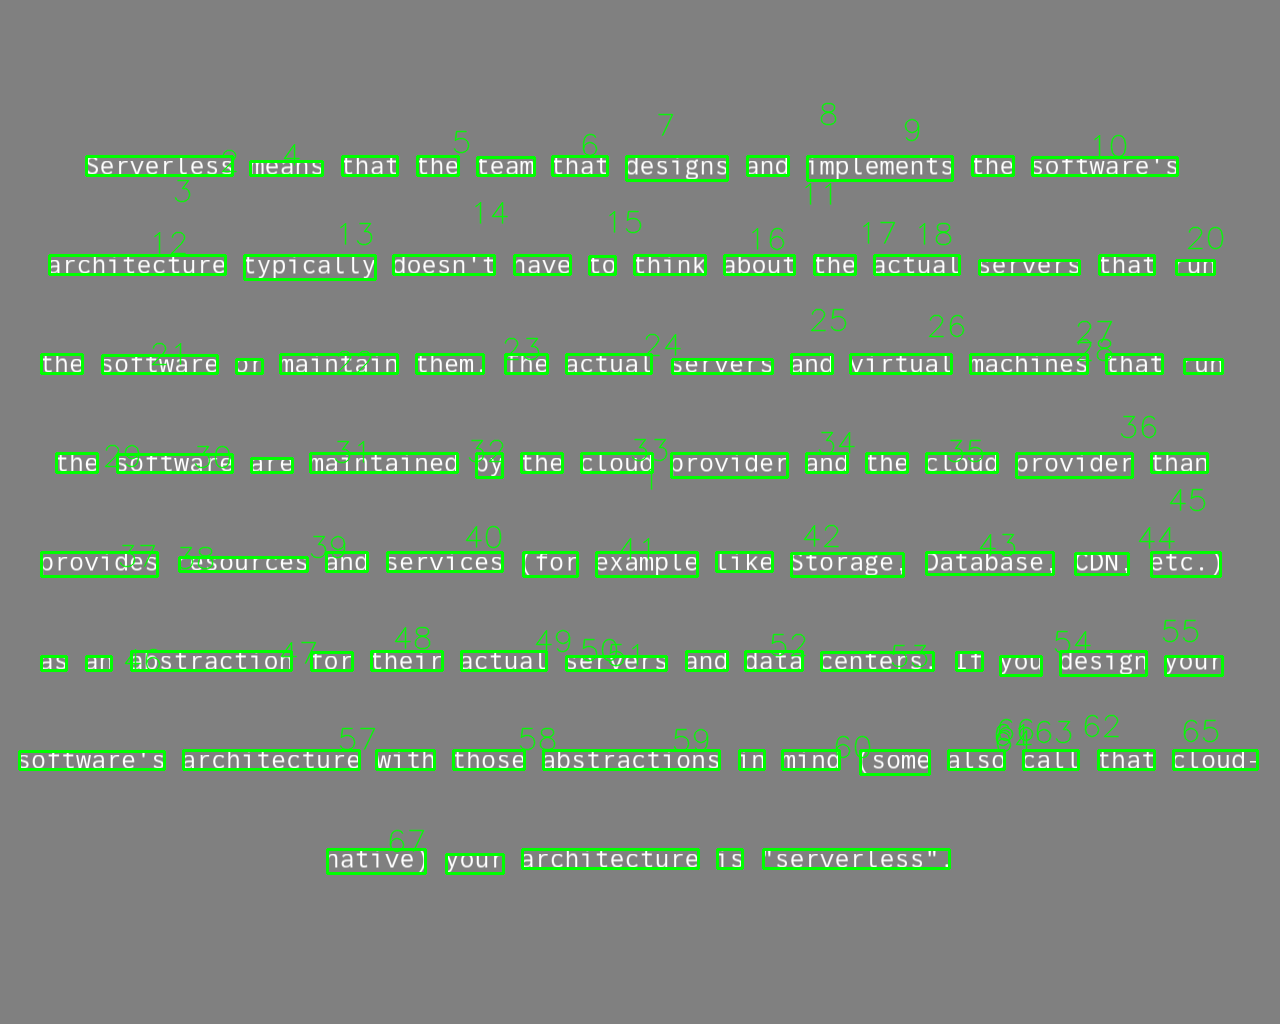 Serverless means that the team that designs and implements the software's
architecture typically doesn't have to think about the actual servers that run
the software or maintain them. The actual servers and virtual machines that run
the software are maintained by the cloud provider and the cloud provider than
provides resources and services (for example like Storage, Database, CDN, etc.)
as an abstraction for their actual servers and data centers. If you design your
software's architecture with those abstractions in mind (some also call that cloud-
native) your architecture is "serverless".